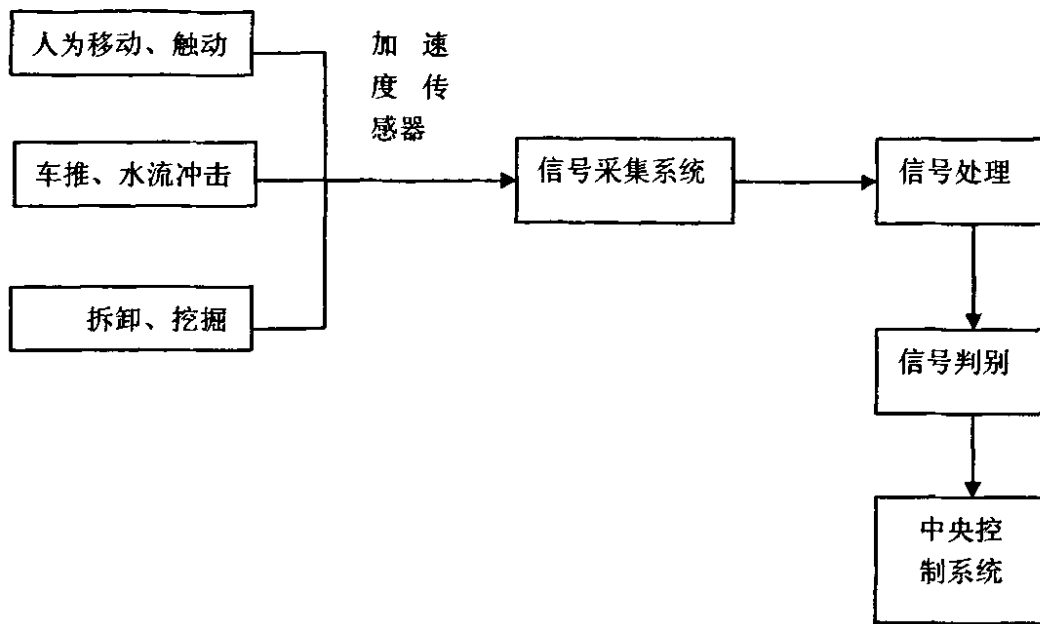 人为移动、触动
加速
度传
感器
车推、水流冲击
信号采集系统
信号处理
拆卸、挖掘
信号判别
中央控
制系统